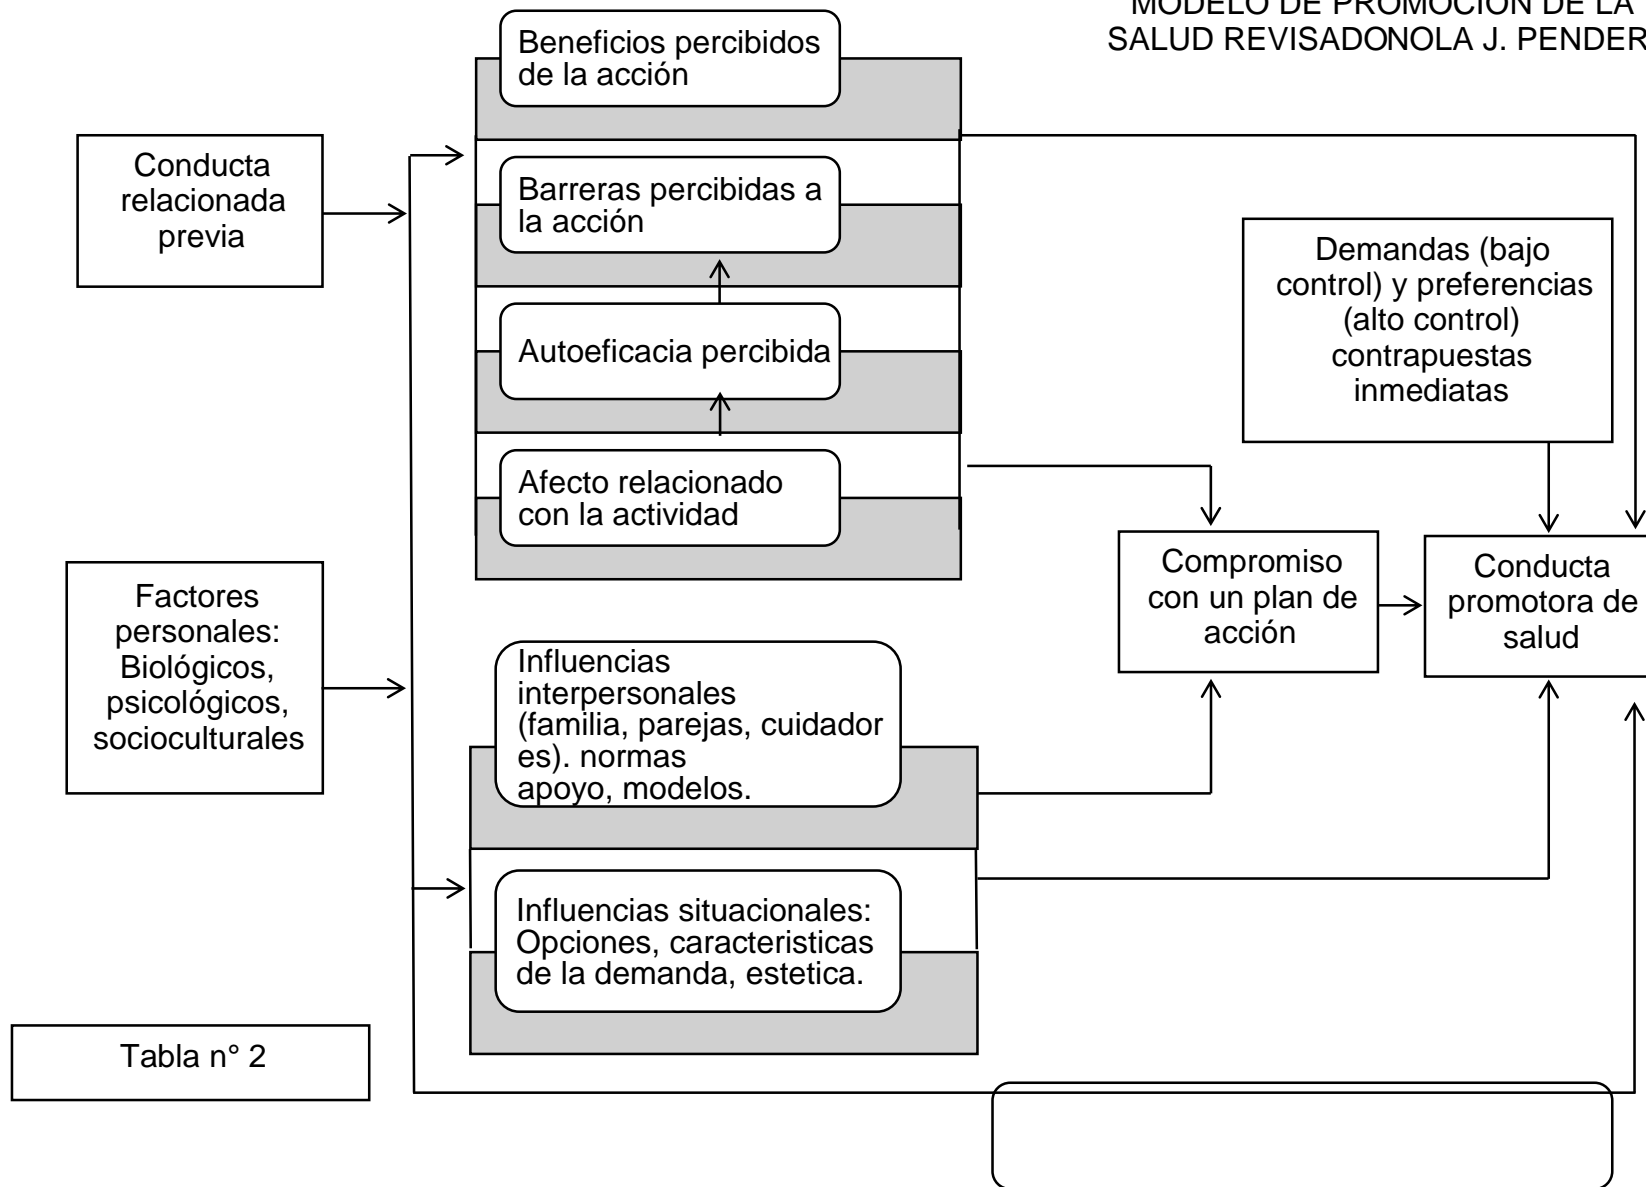 MODELO DE PROMOCIÓN DE LA
SALUD REVISADONOLA J. PENDER
Beneficios percibidos
de la acción
Conducta
relacionada
previa
Barreras percibidas a
la acción
Demandas (bajo
control) y preferencias
(alto control)
contrapuestas
inmediatas
Autoeficacia percibida
Afecto relacionado
con la actividad
Factores
personales:
Biológicos,
psicológicos,
socioculturales
Compromiso
con un plan de
acción
Conducta
promotora de
salud
Influencias
interpersonales
(familia, parejas, cuidador
es). normas
apoyo, modelos.
Influencias situacionales:
Opciones, caracteristicas
de la demanda, estetica.
Tabla n° 2